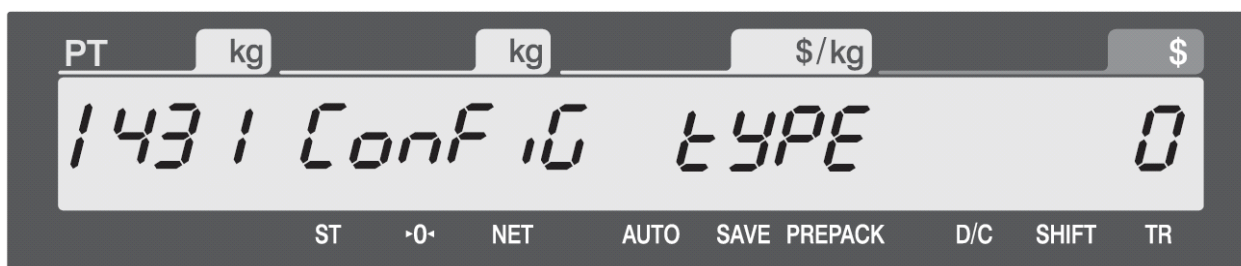 PT kg kg $/kg $
1431 ConFiG tYPE 0
ST ▸0◂ NET AUTO SAVE PREPACK D/C SHIFT TR